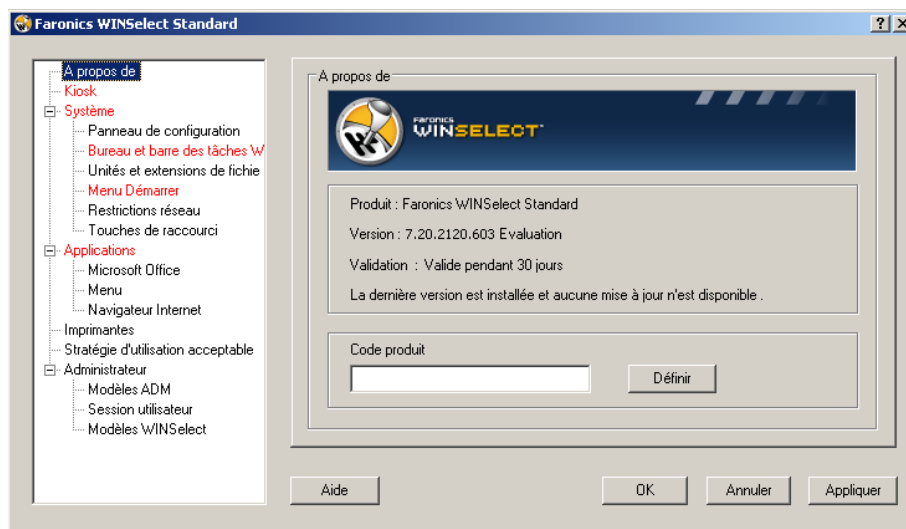 Faronics WINSelect Standard
A propos de
Kiosk
Système
Panneau de configuration
Bureau et barre des tâches W
Unités et extensions de fichie
Menu Démarrer
Restrictions réseau
Touches de raccourci
Applications
Microsoft Office
Menu
Navigateur Internet
Imprimantes
Stratégie d'utilisation acceptable
Administrateur
Modèles ADM
Session utilisateur
Modèles WINSelect
A propos de
FARONICS
WINSELECT
Produit : Faronics WINSelect Standard
Version : 7.20.2120.603 Evaluation
Validation : Valide pendant 30 jours
La dernière version est installée et aucune mise à jour n'est disponible .
Code produit
Définir
Aide
OK
Annuler
Appliquer